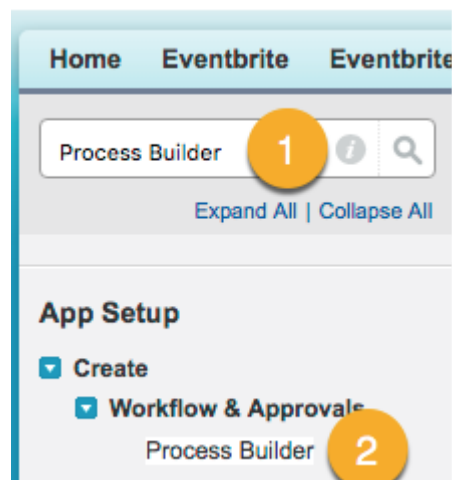 Home Eventbrite Eventbrite
Process Builder 1 i
Expand All | Collapse All
App Setup
Create
Workflow & Approvals
Process Builder 2